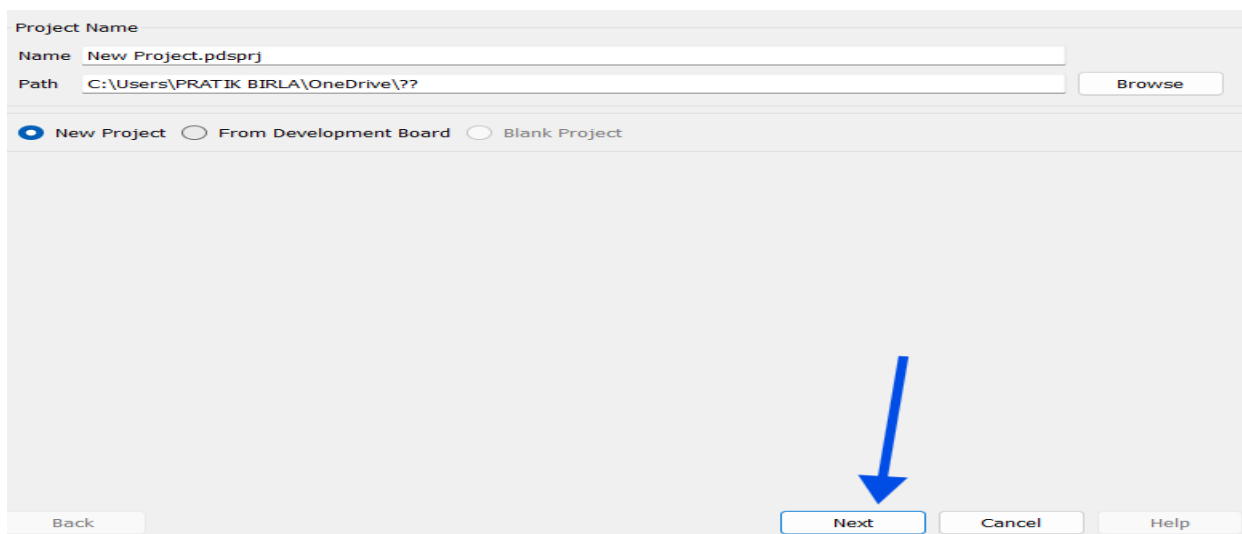 Project Name
Name New Project.pdsprj
Path C:\Users\PRATIK BIRLA\OneDrive\?? Browse
New Project From Development Board Blank Project
Back Next Cancel Help